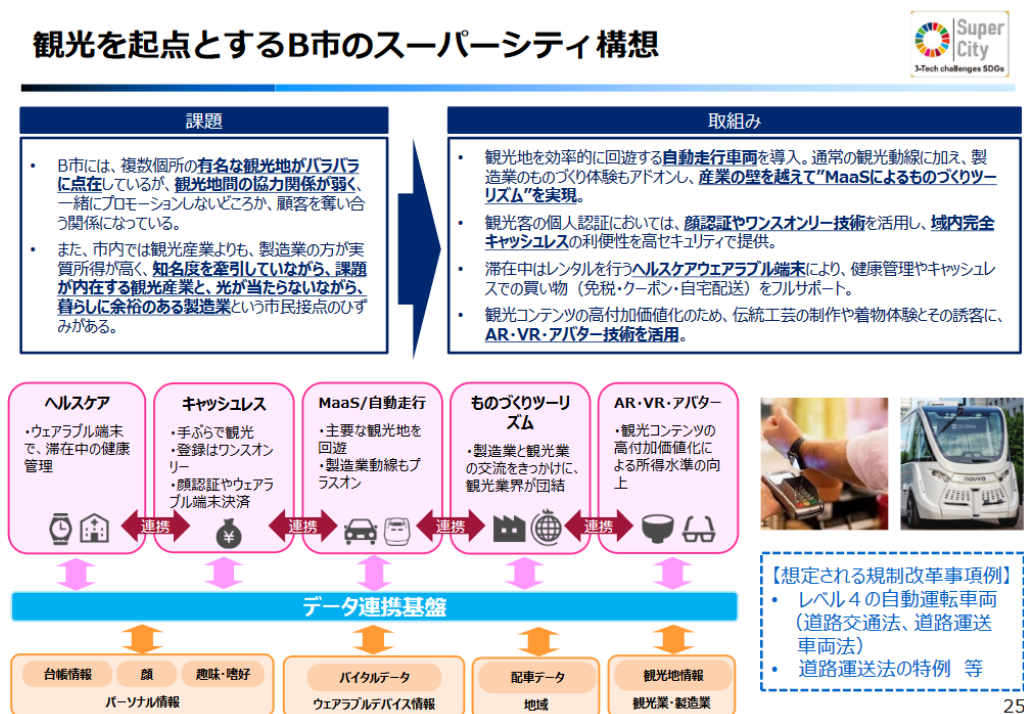 観光を起点とするB市のスーパーシティ構想
Super
City
J-Tech challenges SDGs
課題
• B市には、複数個所の有名な観光地がバラバラ
に点在しているが、観光地間の協力関係が弱く、
一緒にプロモーションしないどころか、顧客を奪い合
う関係になっている。
• また、市内では観光産業よりも、製造業の方が実
質所得が高く、知名度を牽引していながら、課題
が内在する観光産業と、光が当たらないながら、
暮らしに余裕のある製造業という市民接点のひず
みがある。
取組み
• 観光地を効率的に回遊する自動走行車両を導入。通常の観光動線に加え、製
造業のものづくり体験もアドオンし、産業の壁を越えて"MaaSによるものづくりツー
リズム"を実現。
• 観光客の個人認証においては、顔認証やワンスオンリー技術を活用し、域内完全
キャッシュレスの利便性を高セキュリティで提供。
• 滞在中はレンタルを行うヘルスケアウェアラブル端末により、健康管理やキャッシュレ
スでの買い物（免税・クーポン・自宅配送）をフルサポート。
• 観光コンテンツの高付加価値化のため、伝統工芸の制作や着物体験とその誘客に、
AR・VR・アバター技術を活用。
ヘルスケア
・ウェアラブル端末
で、滞在中の健康
管理
連携
キャッシュレス
・手ぶらで観光
・登録はワンスオン
リー
・顔認証やウェアラ
ブル端末決済
¥
連携
MaaS/自動走行
・主要な観光地を
回遊
・製造業動線もプ
ラスオン
連携
ものづくりツーリ
ズム
・製造業と観光業
の交流をきっかけに、
観光業界が団結
連携
AR・VR・アバター
・観光コンテンツの
高付加価値化に
よる所得水準の向
上
navya
データ連携基盤
台帳情報
顔
趣味・嗜好
パーソナル情報
バイタルデータ
ウェアラブルデバイス情報
配車データ
地域
観光地情報
観光業・製造業
【想定される規制改革事項例】
• レベル４の自動運転車両
（道路交通法、道路運送
車両法）
• 道路運送法の特例 等
25